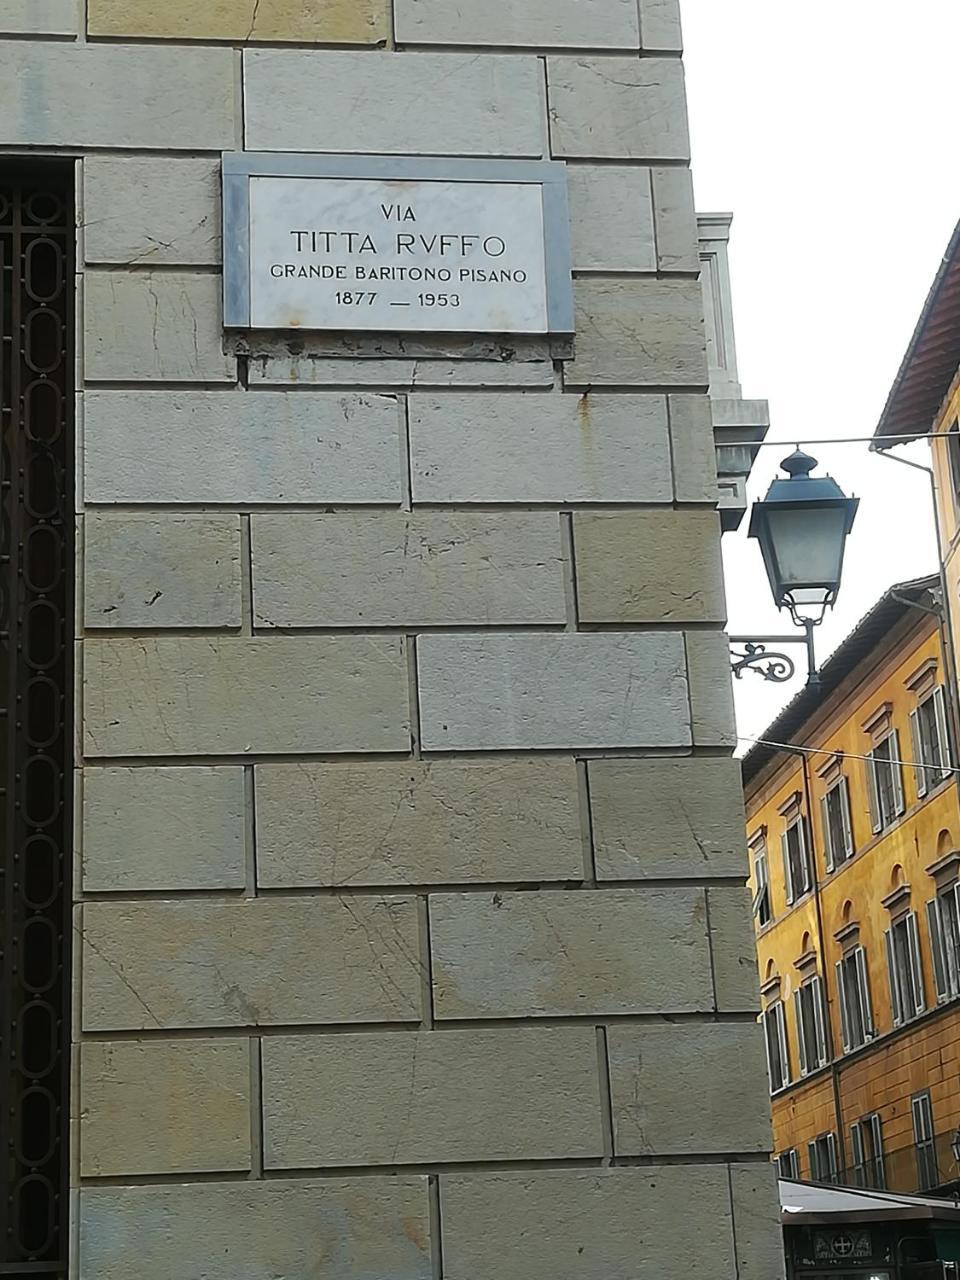 VIA
TITTA RVFFO
GRANDE BARITONO PISANO
1877 — 1953